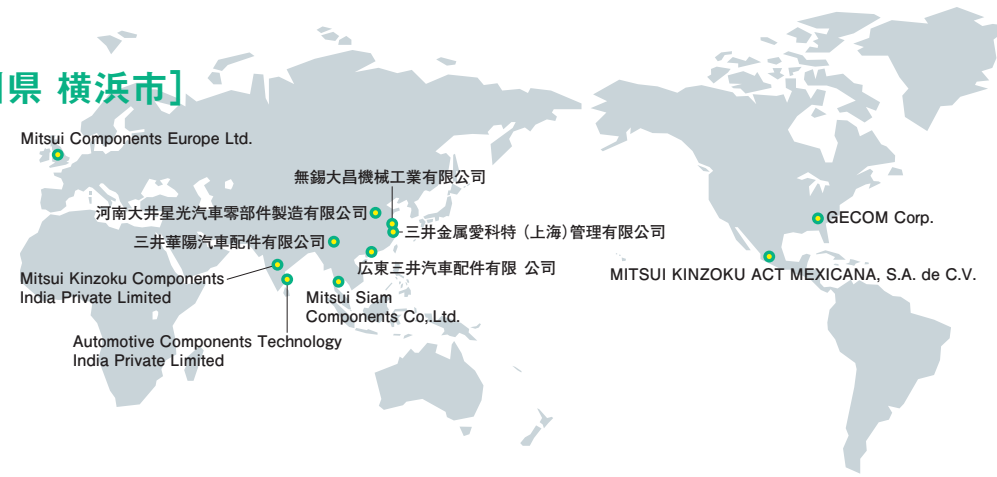 県 横浜市]
Mitsui Components Europe Ltd.
無錫大昌機械工業有限公司
河南大井星光汽車零部件製造有限公司
三井金属愛科特（上海）管理有限公司
三井華陽汽車配件有限公司
広東三井汽車配件有限 公司
Mitsui Kinzoku Components
India Private Limited
Mitsui Siam
Components Co,.Ltd.
Automotive Components Technology
India Private Limited
GECOM Corp.
MITSUI KINZOKU ACT MEXICANA, S.A. de C.V.